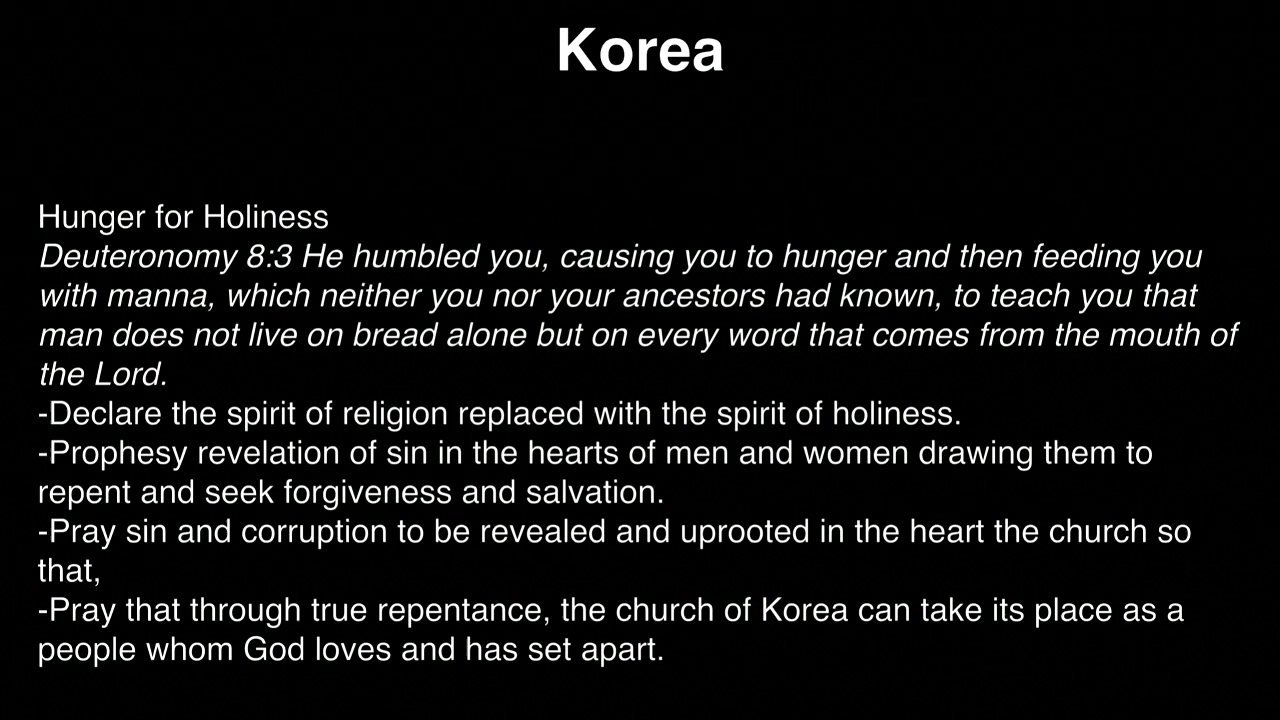 Korea
Hunger for Holiness
Deuteronomy 8:3 He humbled you, causing you to hunger and then feeding you
with manna, which neither you nor your ancestors had known, to teach you that
man does not live on bread alone but on every word that comes from the mouth of
the Lord.
-Declare the spirit of religion replaced with the spirit of holiness.
-Prophesy revelation of sin in the hearts of men and women drawing them to
repent and seek forgiveness and salvation.
-Pray sin and corruption to be revealed and uprooted in the heart the church so
that,
-Pray that through true repentance, the church of Korea can take its place as a
people whom God loves and has set apart.